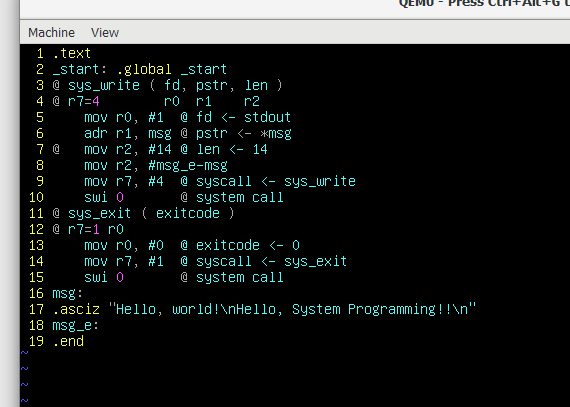 QEMU - Press Ctrl+Alt+G t
Machine View
1 .text
2 _start: .global _start
3 @ sys_write ( fd, pstr, len )
4 @ r7=4        r0  r1    r2
5     mov r0, #1  @ fd <- stdout
6     adr r1, msg @ pstr <- *msg
7 @   mov r2, #14 @ len <- 14
8     mov r2, #msg_e-msg
9     mov r7, #4  @ syscall <- sys_write
10     swi 0       @ system call
11 @ sys_exit ( exitcode )
12 @ r7=1 r0
13     mov r0, #0  @ exitcode <- 0
14     mov r7, #1  @ syscall <- sys_exit
15     swi 0       @ system call
16 msg:
17 .asciz "Hello, world!\nHello, System Programming!!\n"
18 msg_e:
19 .end
~
~
~
~